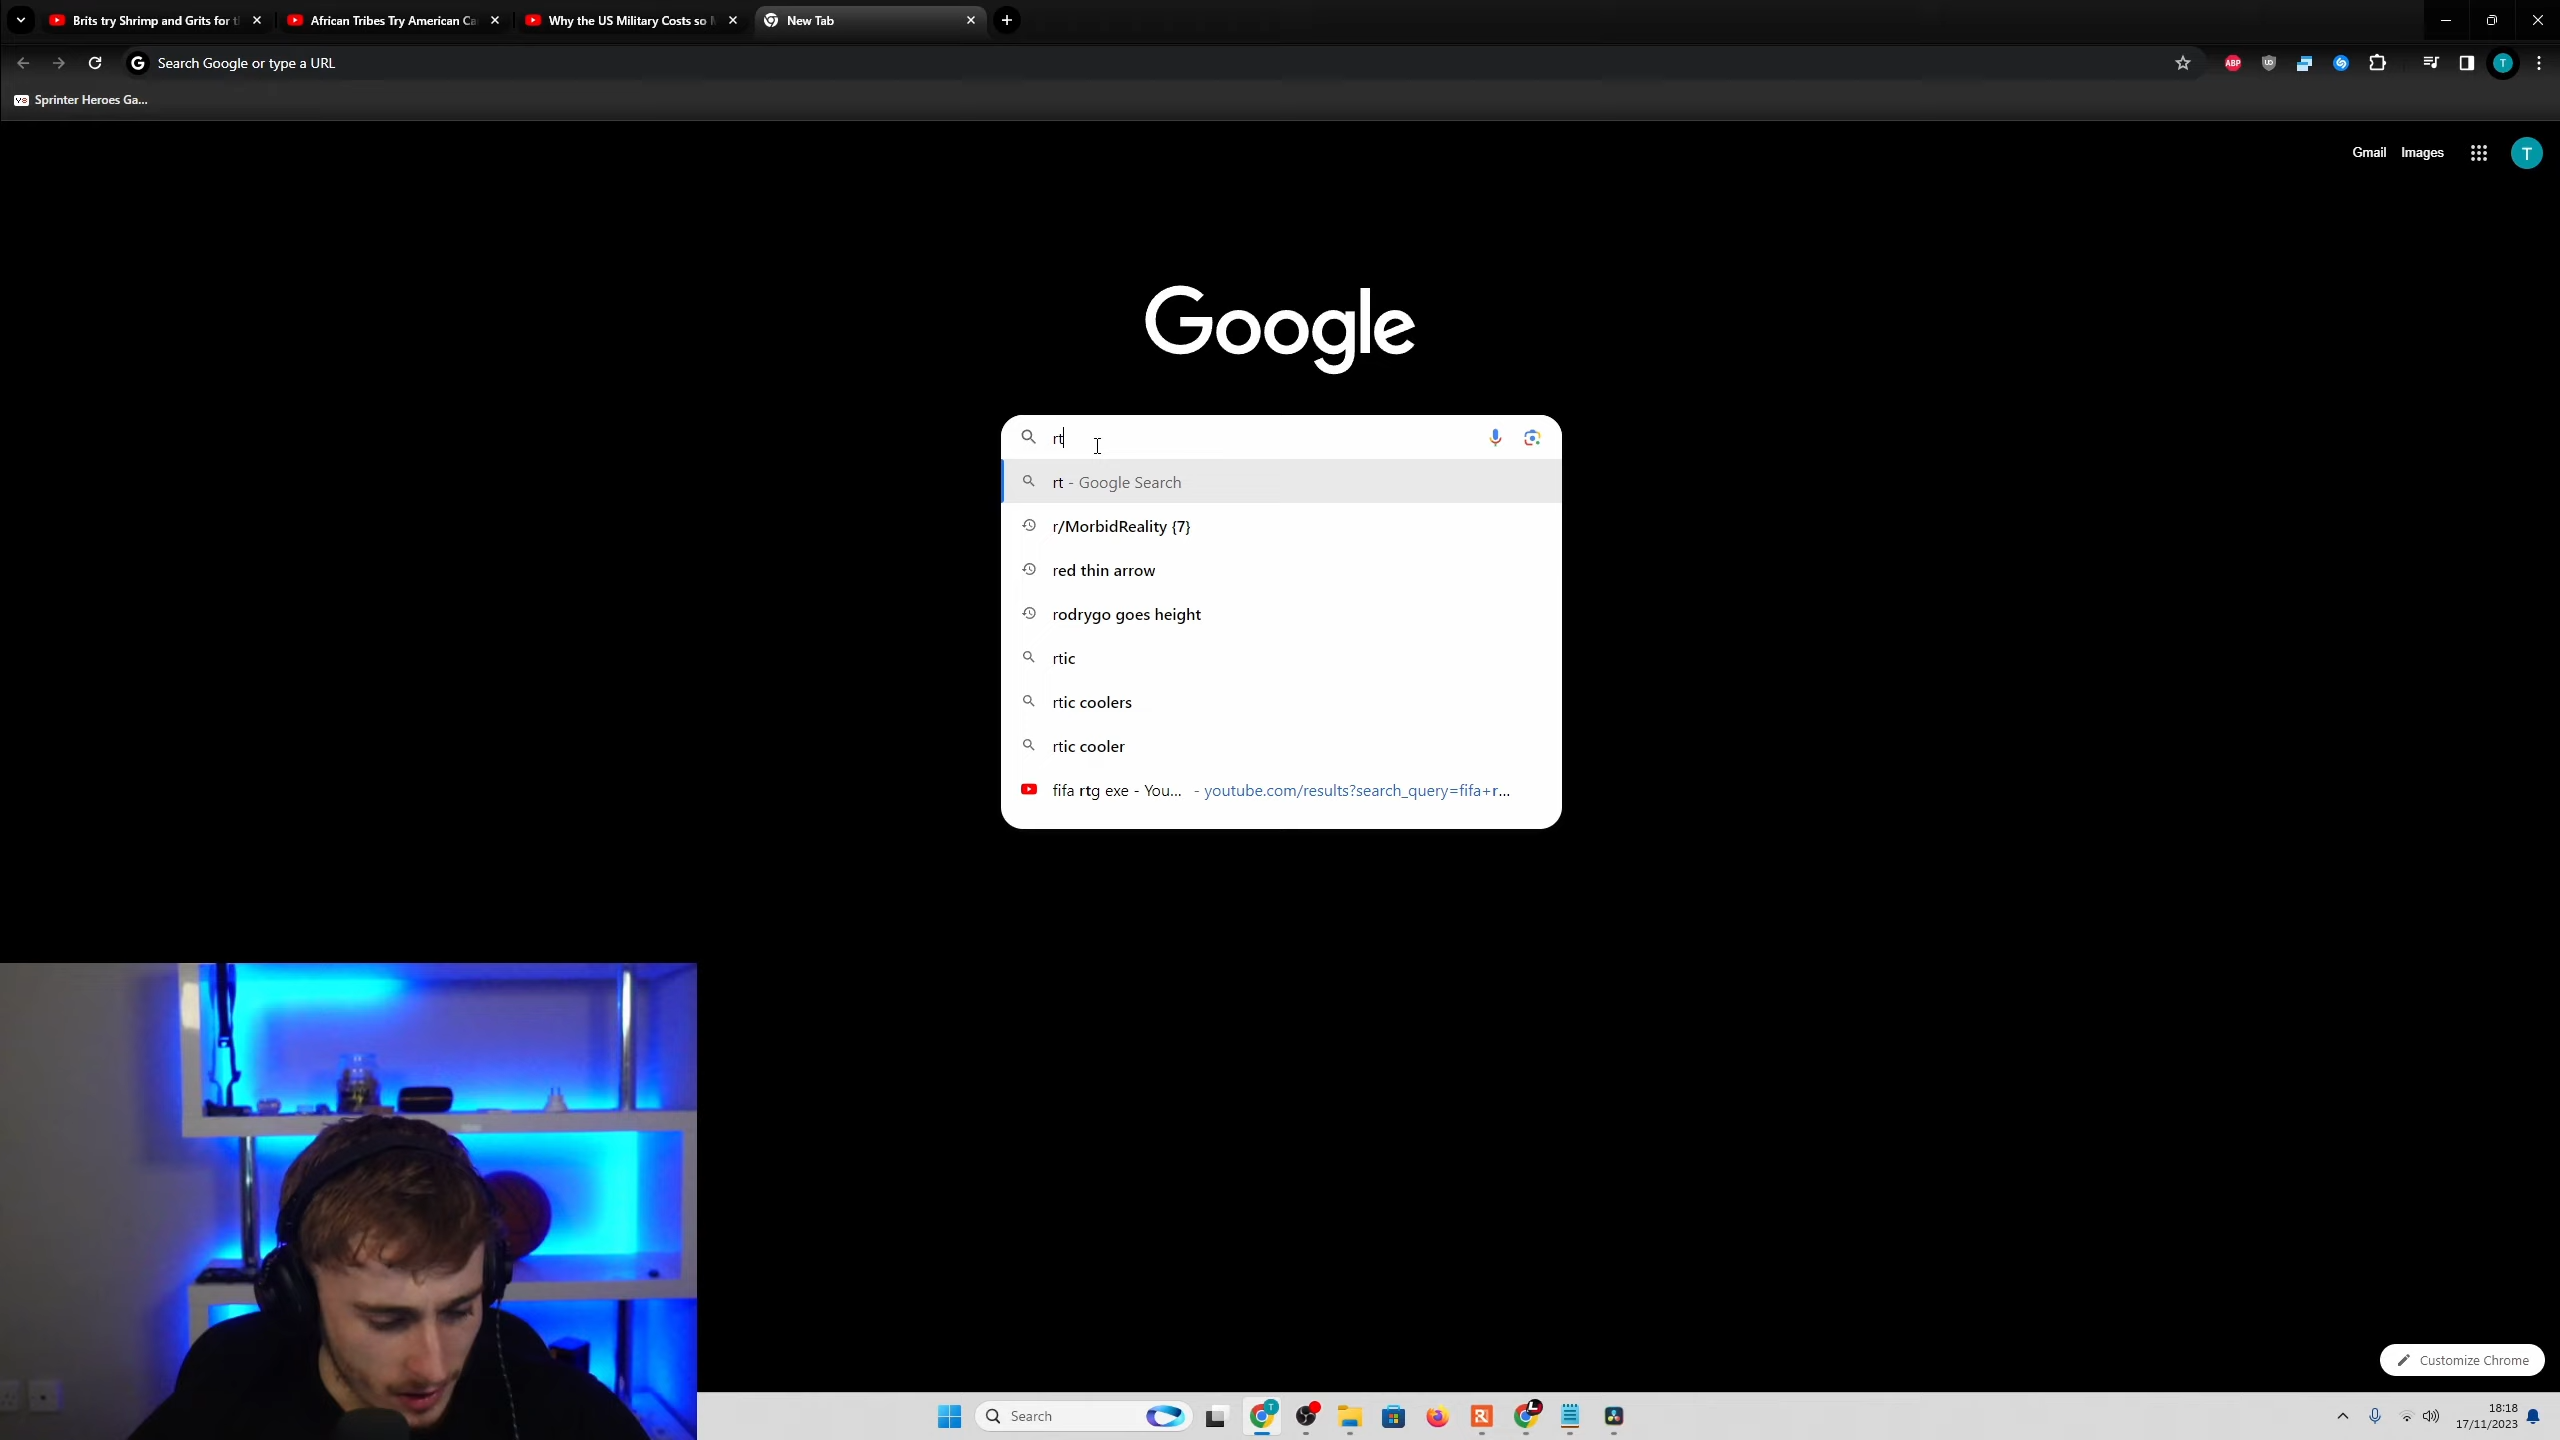 Brits try Shrimp and Grits for t
African Tribes Try American Ca
Why the US Military Costs so
New Tab
Search Google or type a URL
ABP
T
Sprinter Heroes Ga...
Gmail
Images
T
Google
rt
rt - Google Search
r/MorbidReality {7}
red thin arrow
rodrygo goes height
rtic
rtic coolers
rtic cooler
fifa rtg exe - You... - youtube.com/results?search_query=fifa+r...
Customize Chrome
Search
18:18
17/11/2023